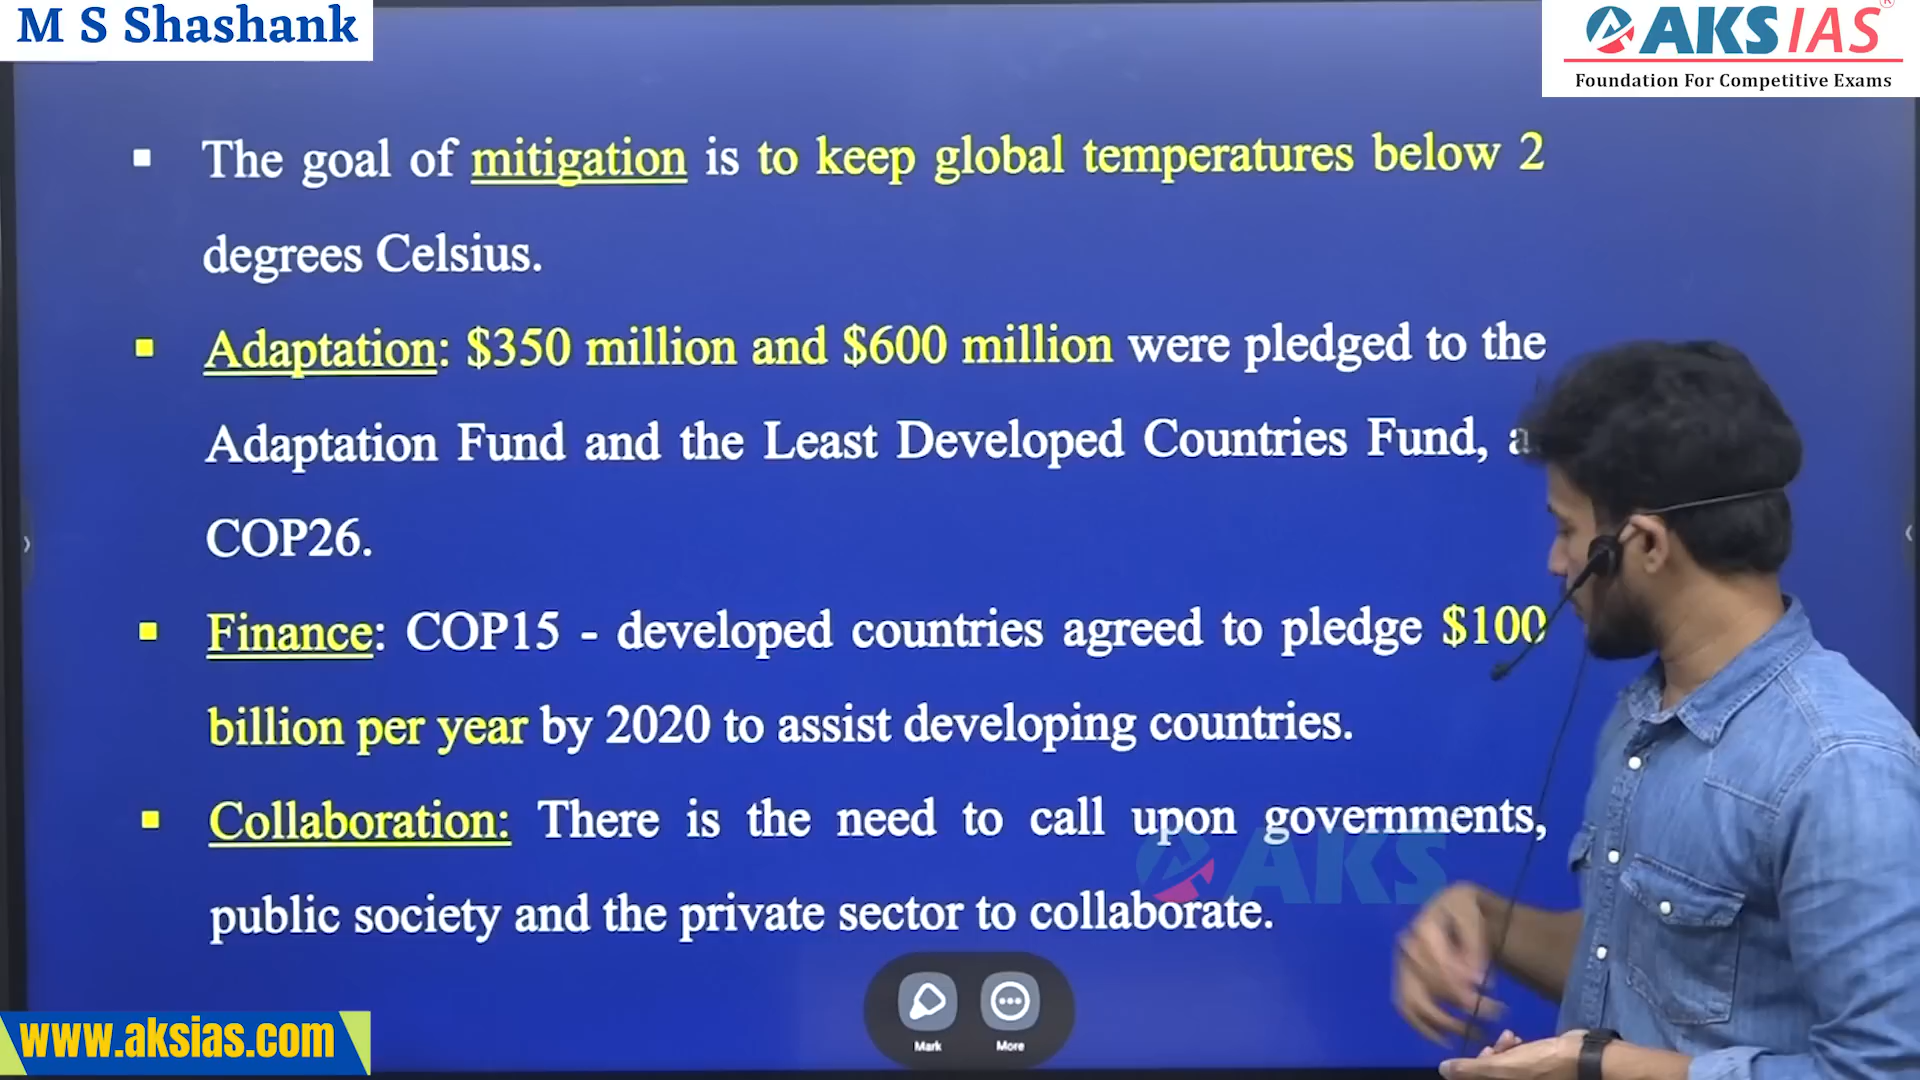 M S Shashank
AKS IAS
®
Foundation For Competitive Exams
The goal of mitigation is to keep global temperatures below 2
degrees Celsius.
Adaptation: $350 million and $600 million were pledged to the
Adaptation Fund and the Least Developed Countries Fund,
COP26.
Finance: COP15 - developed countries agreed to pledge $100
billion per year by 2020 to assist developing countries.
Collaboration: There is the need to call upon governments,
AKS
public society and the private sector to collaborate.
Mark More
www.aksias.com